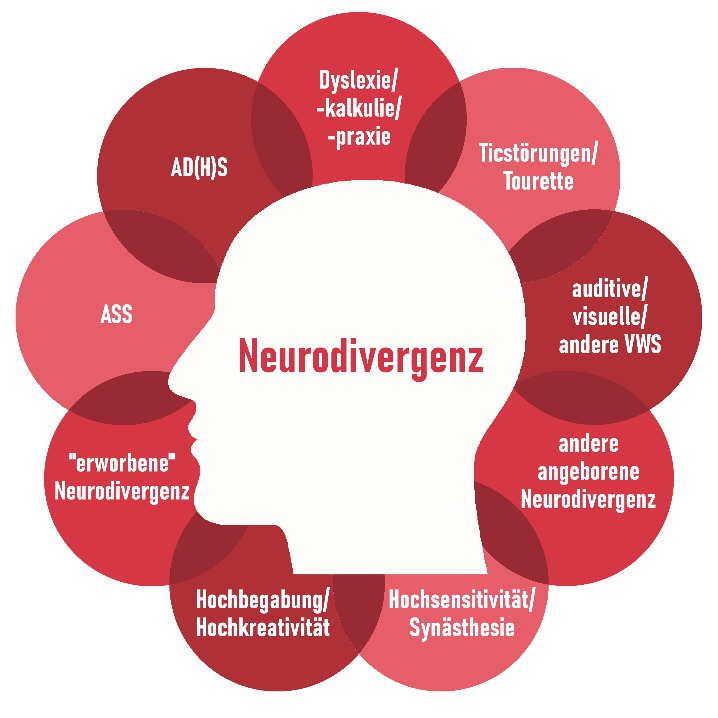 Dyslexie/
-kalkulie/
-praxie
Ticstörungen/
Tourette
auditive/
visuelle/
andere VWS
andere
angeborene
Neurodivergenz
Hochsensitivität/
Synästhesie
Hochbegabung/
Hochkreativität
"erworbene"
Neurodivergenz
ASS
AD(H)S
Neurodivergenz